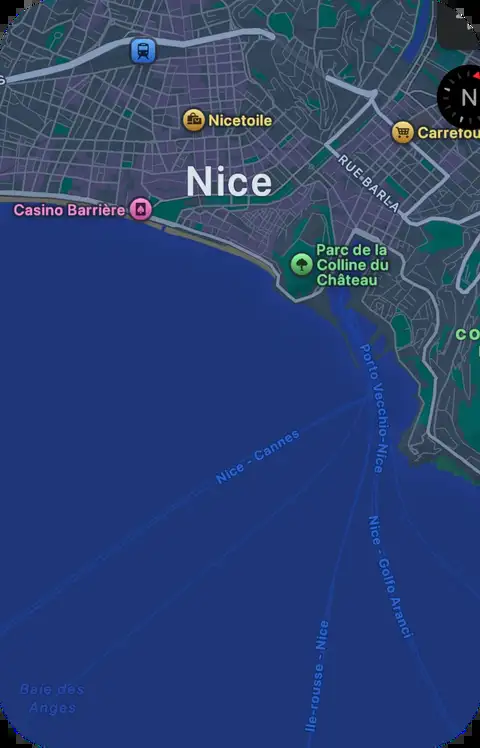 N
Nicetoile
Carrefou
RUE BARLA
Nice
Casino Barrière
Parc de la
Colline du
Château
Porto Vecchio-Nice
Nice - Cannes
Nice - Golfo Aranci
Ile-rousse - Nice
Baie des
Anges